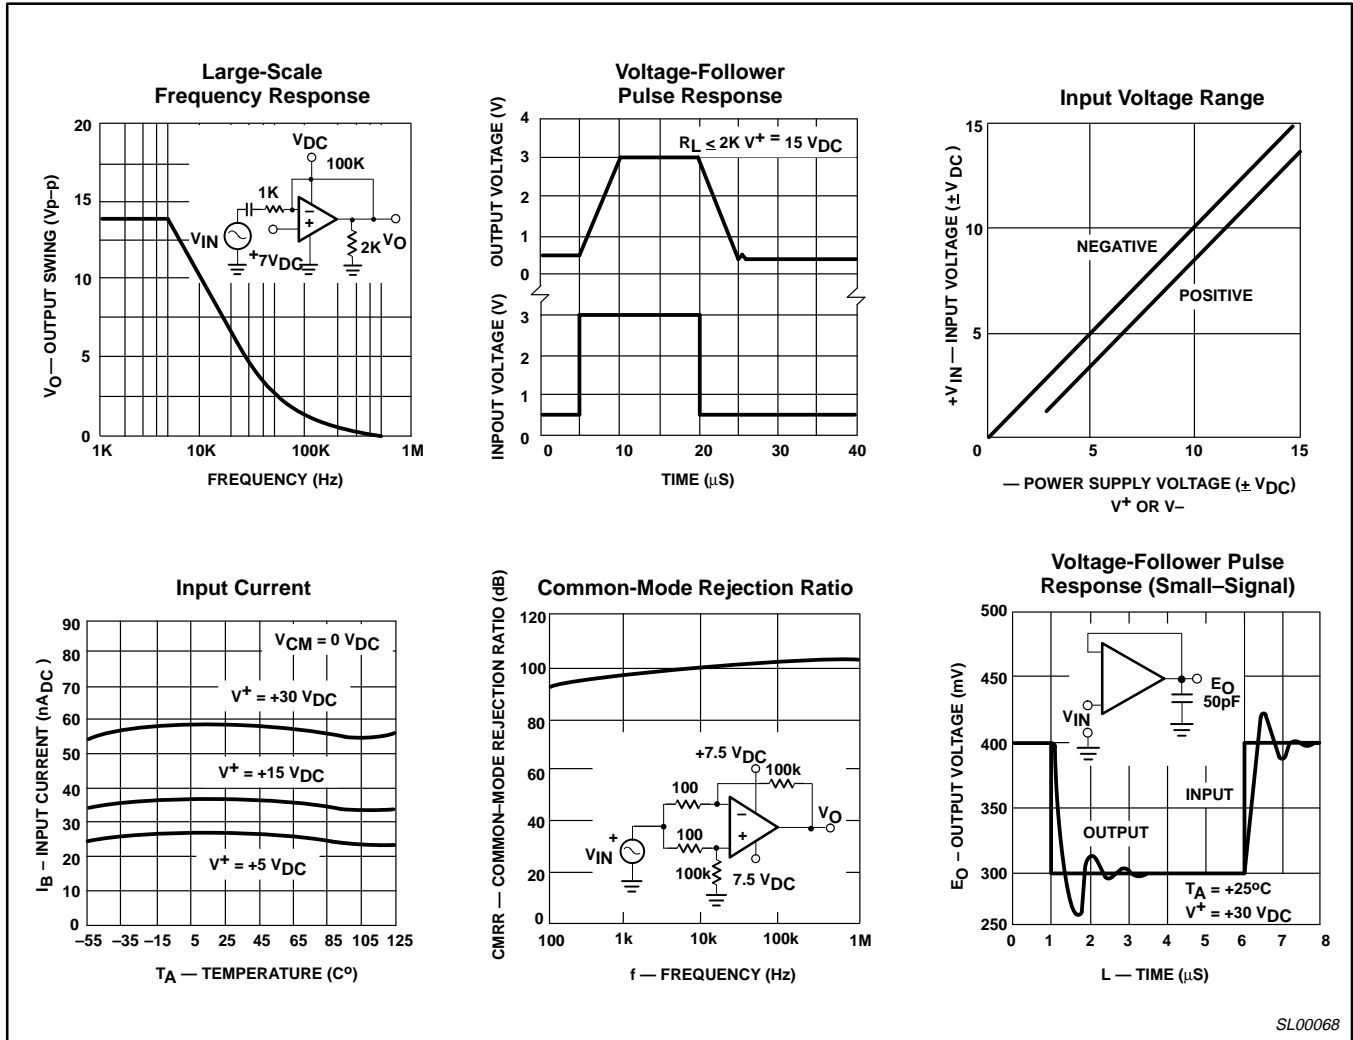 Large-Scale
Frequency Response
20
15
10
5
0
1K 10K 100K 1M
VO — OUTPUT SWING (Vp–p)
FREQUENCY (Hz)
VDC
100K
1K
–
+
VIN
+7VDC
2K
VO
Voltage-Follower
Pulse Response
OUTPUT VOLTAGE (V)
4
3
2
1
0
RL ≤ 2K V+ = 15 VDC
INPOUT VOLTAGE (V)
3
2
1
0
0 10 20 30 40
TIME (µS)
Input Voltage Range
+VIN — INPUT VOLTAGE (± V DC)
15
10
5
NEGATIVE
POSITIVE
0 5 10 15
— POWER SUPPLY VOLTAGE (± VDC)
V+ OR V–
Input Current
IB – INPUT CURRENT (nADC)
90
80
70
60
50
40
30
20
10
0
VCM = 0 VDC
V+ = +30 VDC
V+ = +15 VDC
V+ = +5 VDC
–55 –35 –15 5 25 45 65 85 105 125
TA — TEMPERATURE (Co)
Common-Mode Rejection Ratio
CMRR — COMMON–MODE REJECTION RATIO (dB)
120
100
80
60
40
20
0
+7.5 VDC
100k
100
–
+
VO
100
+
VIN
100k
7.5 VDC
100 1k 10k 100k 1M
f — FREQUENCY (Hz)
Voltage-Follower Pulse
Response (Small–Signal)
EO – OUTPUT VOLTAGE (mV)
500
450
400
350
300
250
EO
50pF
VIN
INPUT
OUTPUT
TA = +25oC
V+ = +30 VDC
0 1 2 3 4 5 6 7 8
L — TIME (µS)
SL00068